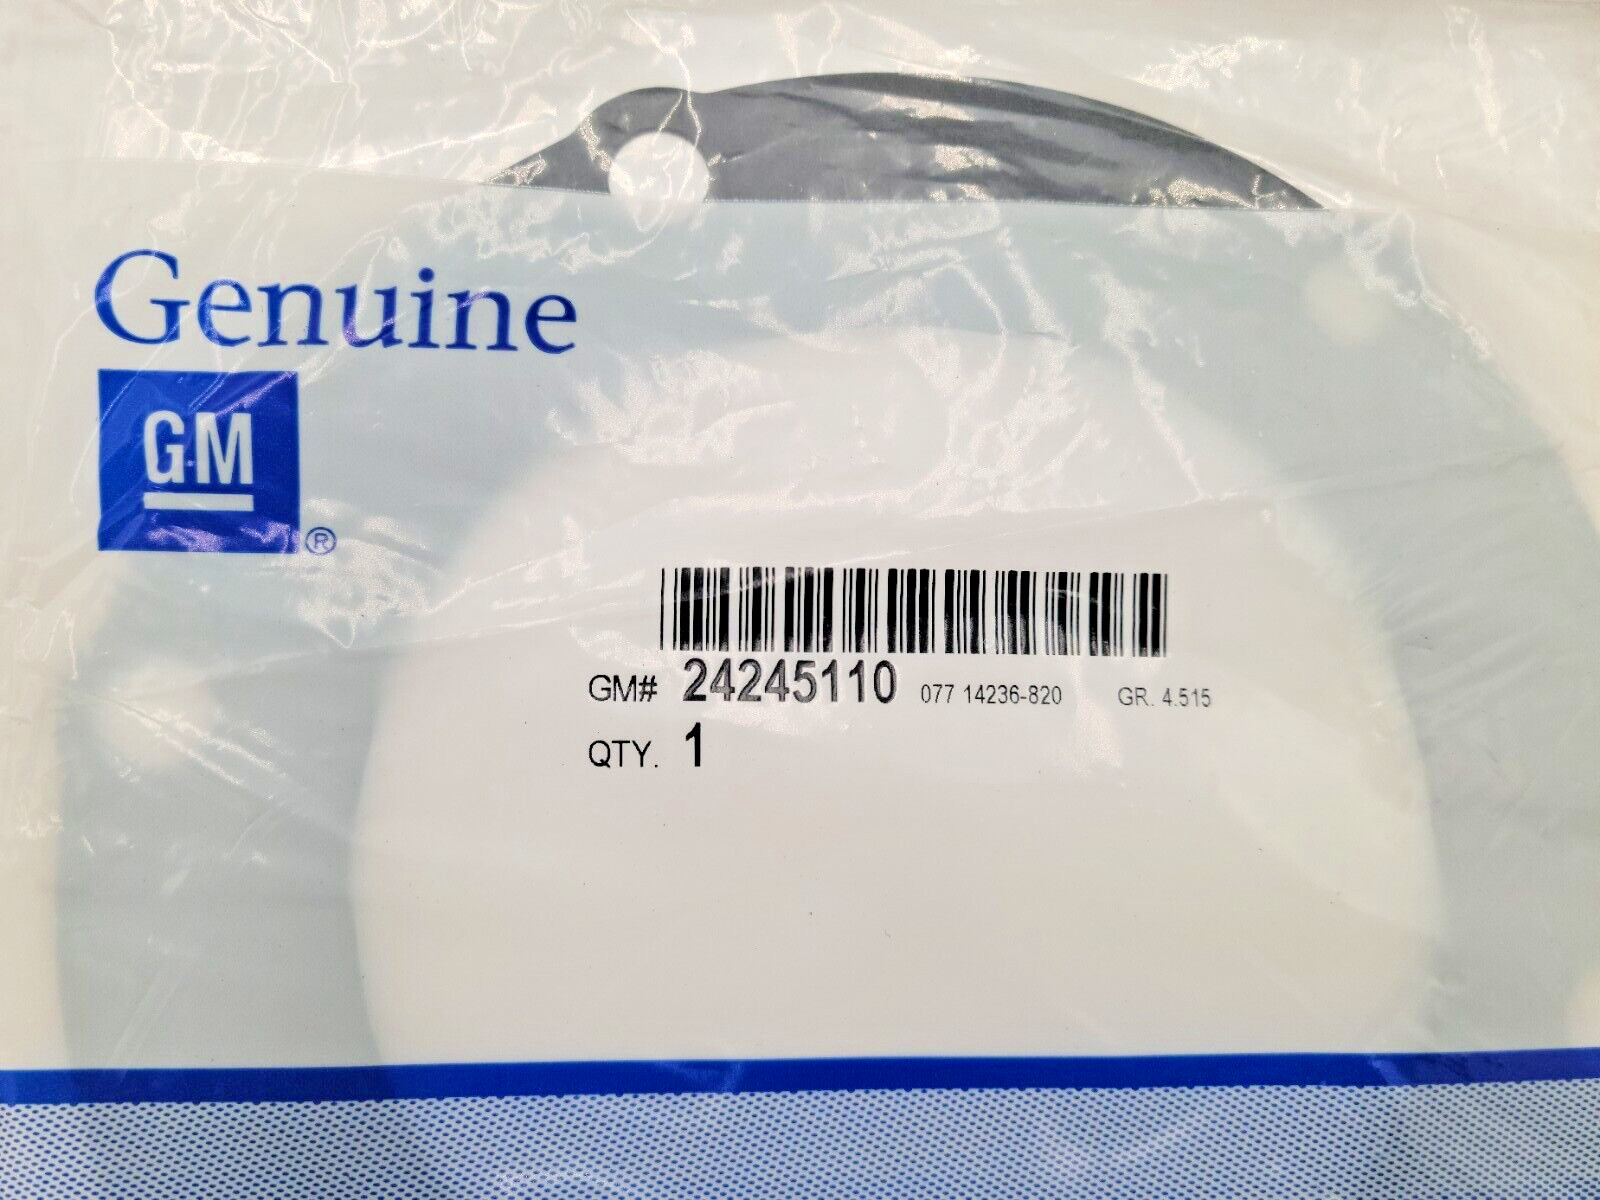 Genuine
GM
®
GM# 24245110 077 14236-820 GR. 4.515
QTY. 1